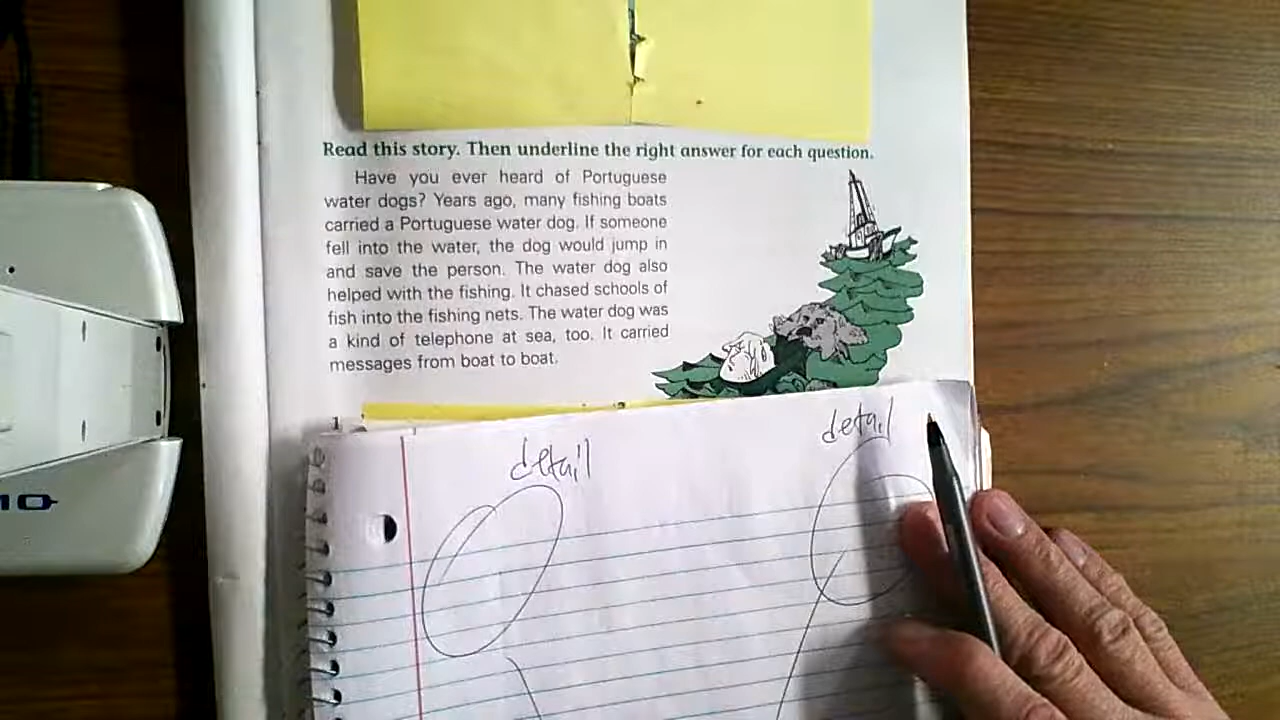 Read this story. Then underline the right answer for each question.
Have you ever heard of Portuguese
water dogs? Years ago, many fishing boats
carried a Portuguese water dog. If someone
fell into the water, the dog would jump in
and save the person. The water dog also
helped with the fishing. It chased schools of
fish into the fishing nets. The water dog was
a kind of telephone at sea, too. It carried
messages from boat to boat.
1
detail
detail